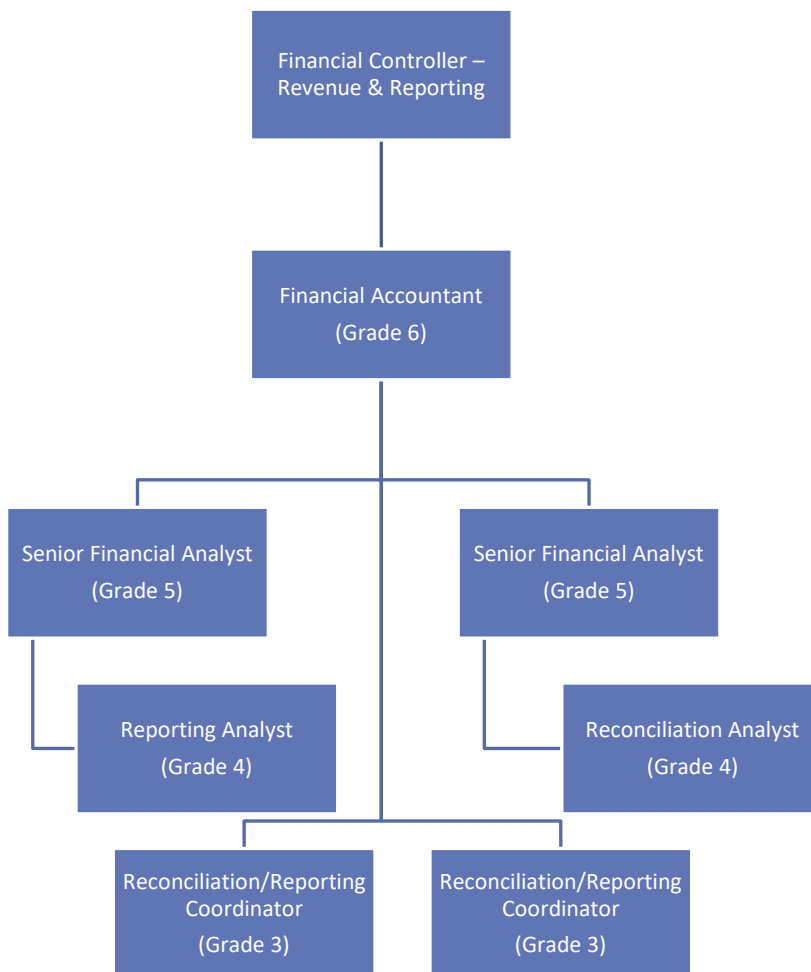 Financial Controller –
Revenue & Reporting
Financial Accountant
(Grade 6)
Senior Financial Analyst
(Grade 5)
Senior Financial Analyst
(Grade 5)
Reporting Analyst
(Grade 4)
Reconciliation Analyst
(Grade 4)
Reconciliation/Reporting
Coordinator
(Grade 3)
Reconciliation/Reporting
Coordinator
(Grade 3)